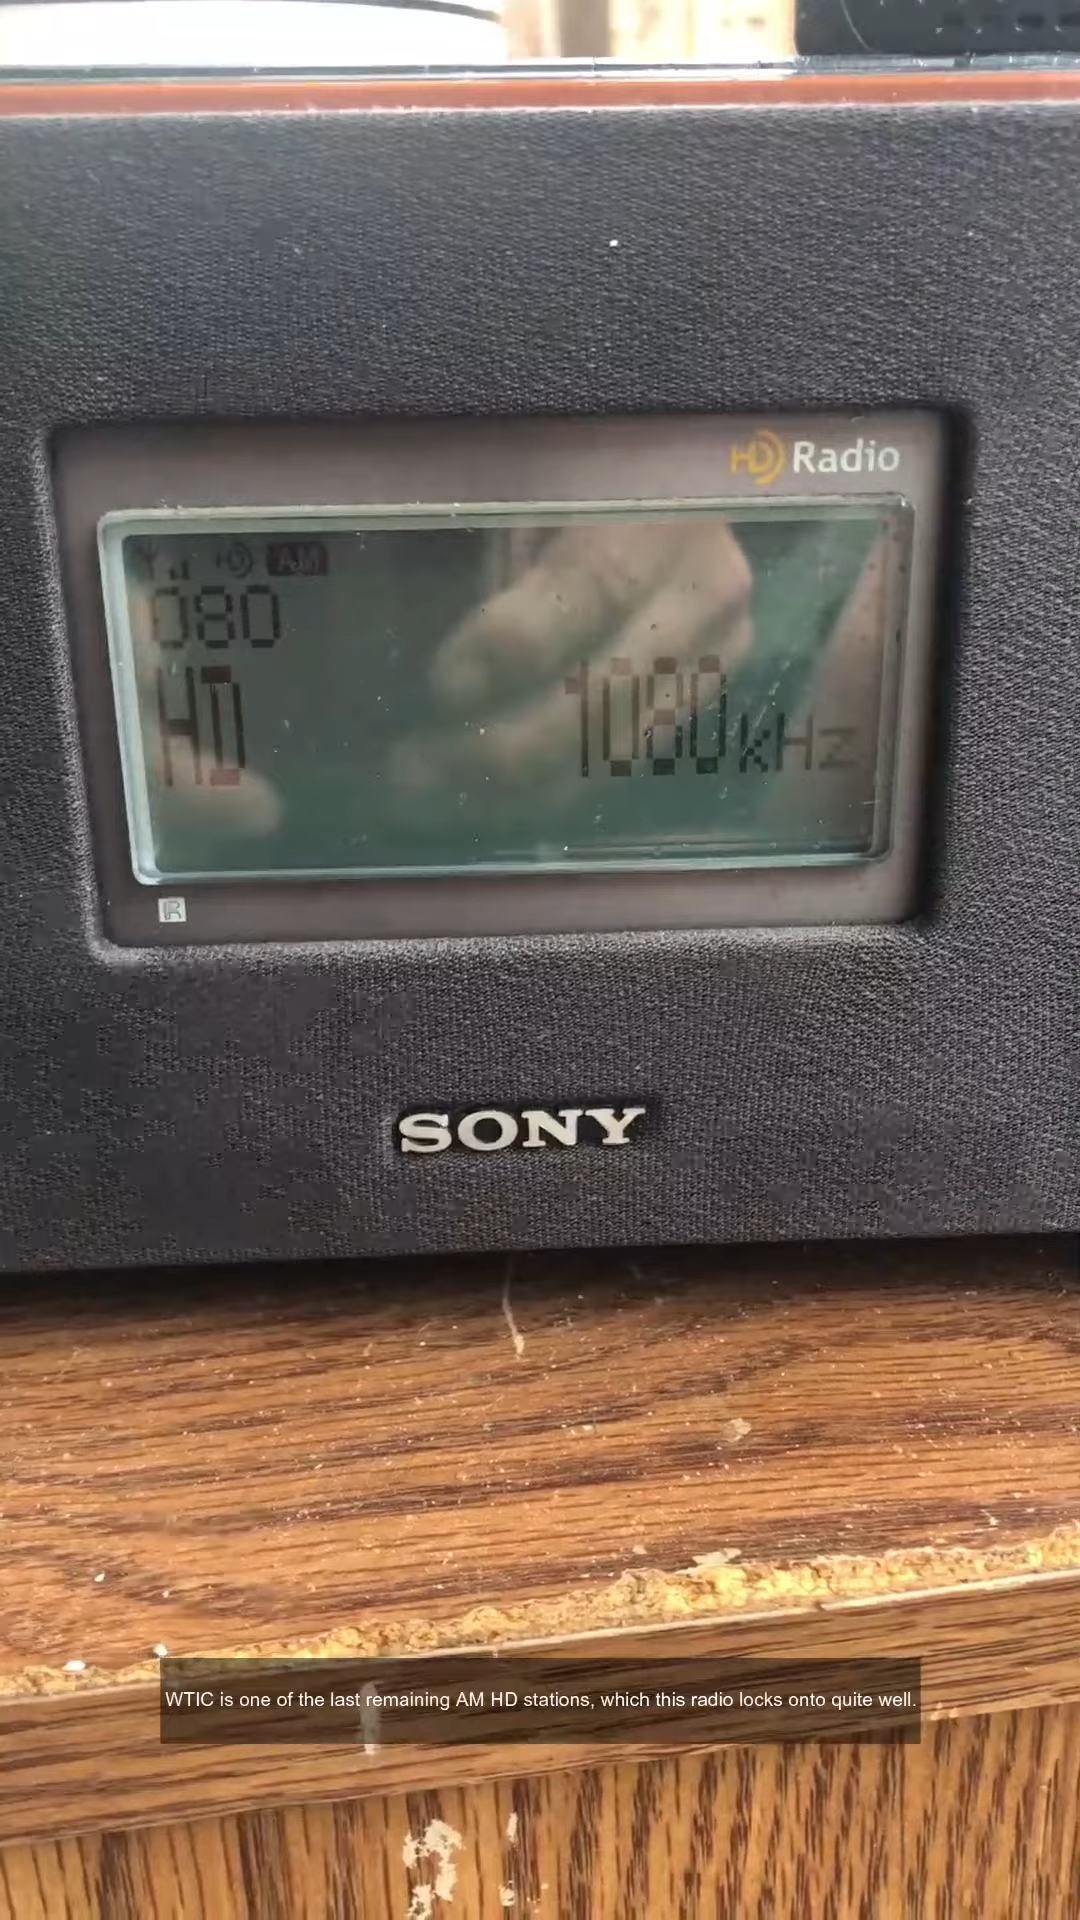 HD Radio
HD AM
080
HD 1080kHz
R
SONY
WTIC is one of the last remaining AM HD stations, which this radio locks onto quite well.